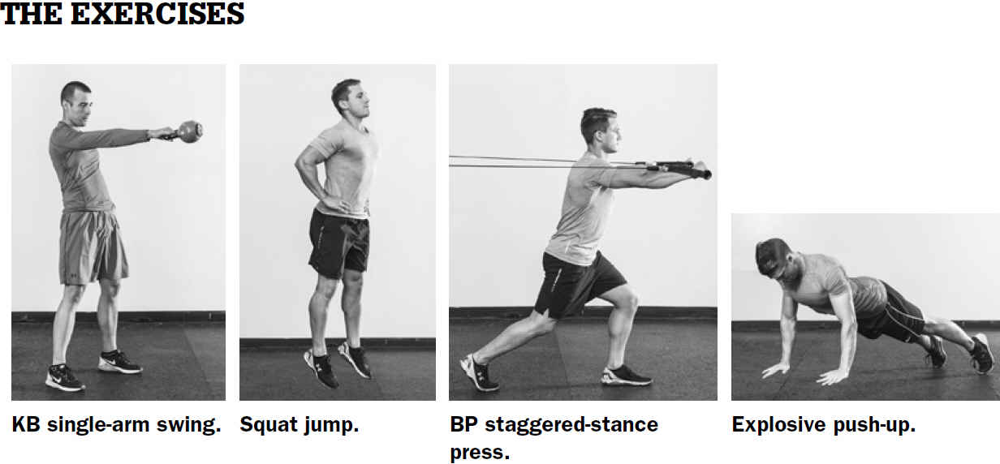 THE EXERCISES
KB single-arm swing.
Squat jump.
BP staggered-stance
press.
Explosive push-up.